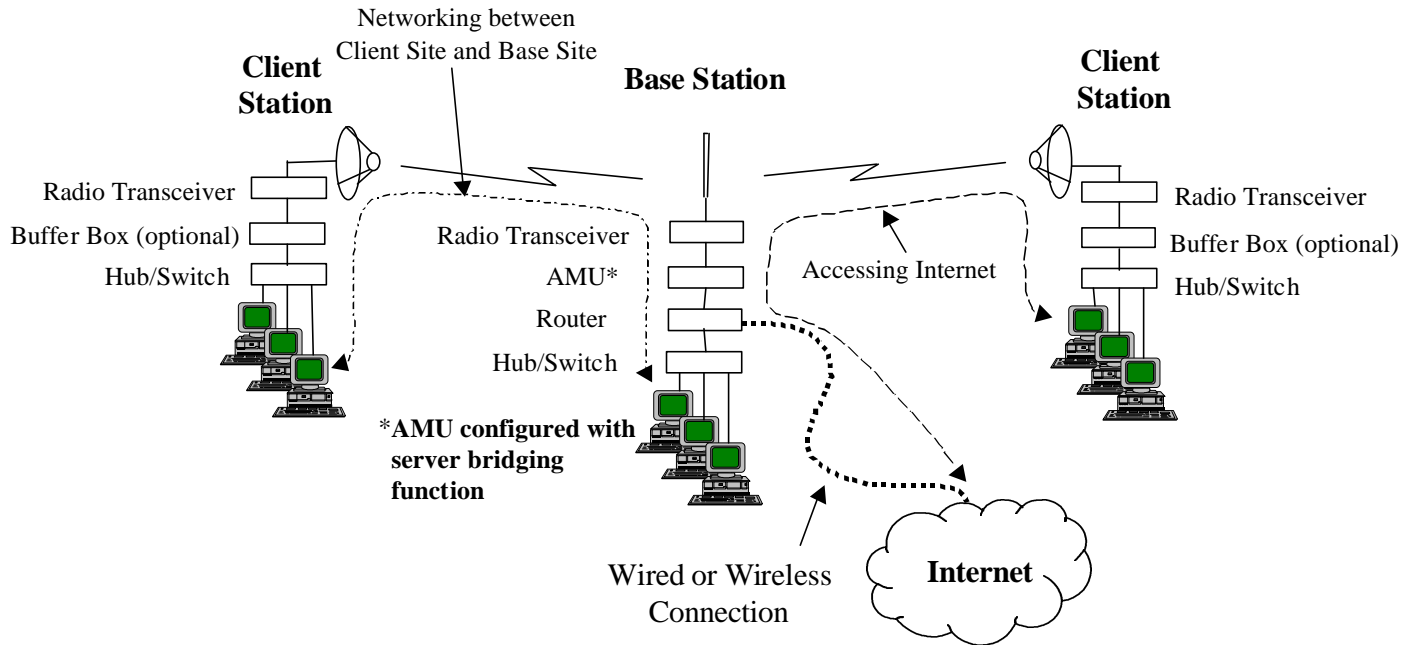 Networking between
Client Site and Base Site
Client
Station
Base Station
Client
Station
Radio Transceiver
Buffer Box (optional)
Hub/Switch
Radio Transceiver
AMU*
Router
Hub/Switch
*AMU configured with
server bridging
function
Accessing Internet
Radio Transceiver
Buffer Box (optional)
Hub/Switch
Wired or Wireless
Connection
Internet